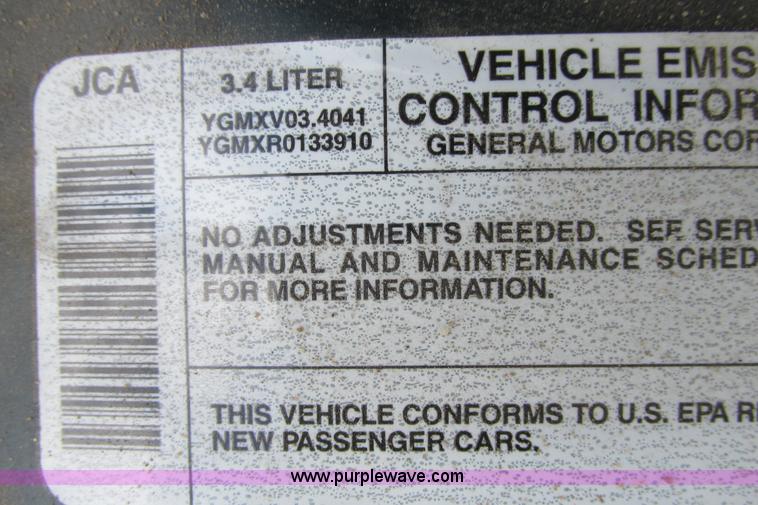 JCA
3.4 LITER
YGMXV03.4041
YGMXR0133910
VEHICLE EMIS
CONTROL INFOR
GENERAL MOTORS COR
NO ADJUSTMENTS NEEDED. SEE SERV
MANUAL AND MAINTENANCE SCHED
FOR MORE INFORMATION.
THIS VEHICLE CONFORMS TO U.S. EPA R
NEW PASSENGER CARS.
www.purplewave.com